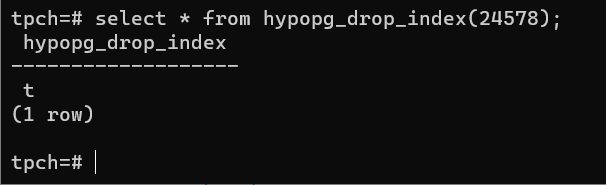 tpch=# select * from hypopg_drop_index(24578);
 hypopg_drop_index
-------------------
 t
(1 row)

tpch=#